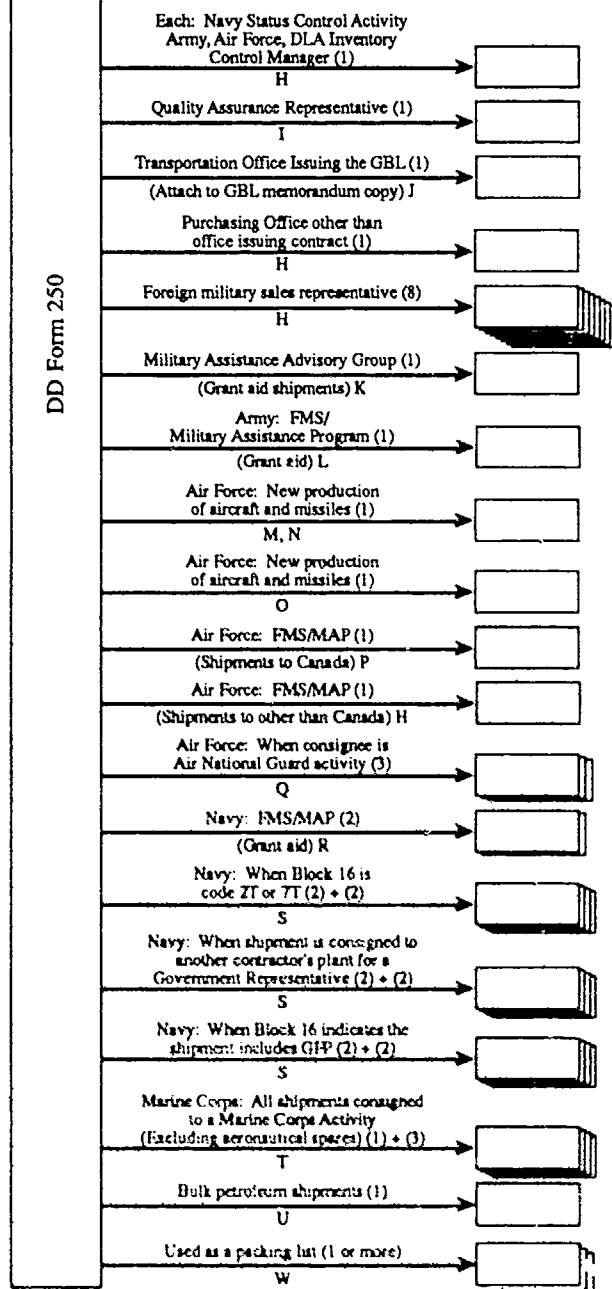 DD Form 250
Each: Navy Status Control Activity
Army, Air Force, DLA Inventory
Control Manager (1)
H
Quality Assurance Representative (1)
I
Transportation Office Issuing the GBL (1)
(Attach to GBL memorandum copy) J
Purchasing Office other than
office issuing contract (1)
H
Foreign military sales representative (8)
H
Military Assistance Advisory Group (1)
(Grant aid shipments) K
Army: FMS/
Military Assistance Program (1)
(Grant aid) L
Air Force: New production
of aircraft and missiles (1)
M, N
Air Force: New production
of aircraft and missiles (1)
O
Air Force: FMS/MAP (1)
(Shipments to Canada) P
Air Force: FMS/MAP (1)
(Shipments to other than Canada) H
Air Force: When consignee is
Air National Guard activity (3)
Q
Navy: FMS/MAP (2)
(Grant aid) R
Navy: When Block 16 is
code 2T or 7T (2) + (2)
S
Navy: When shipment is consigned to
another contractor's plant for a
Government Representative (2) + (2)
S
Navy: When Block 16 indicates the
shipment includes GFP (2) + (2)
S
Marine Corps: All shipments consigned
to a Marine Corps Activity
(Excluding aeronautical spares) (1) + (3)
T
Bulk petroleum shipments (1)
U
Used as a packing list (1 or more)
W